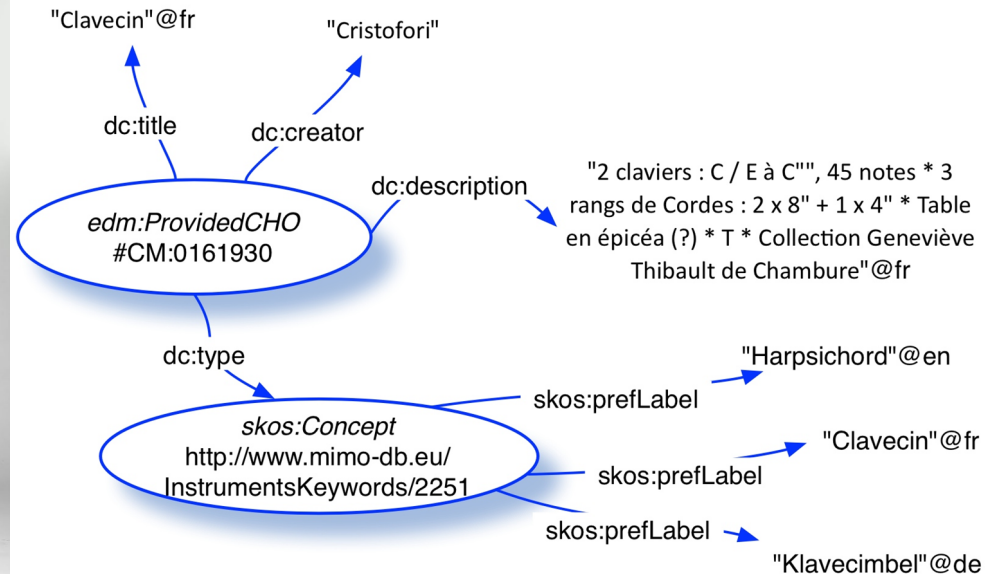 "Clavecin"@fr
"Cristofori"
dc:title
dc:creator
dc:description
"2 claviers : C / E à C"", 45 notes * 3
rangs de Cordes : 2 x 8" + 1 x 4" * Table
en épicéa (?) * T * Collection Geneviève
Thibault de Chambure"@fr
edm:ProvidedCHO
#CM:0161930
dc:type
"Harpsichord"@en
skos:prefLabel
skos:Concept
http://www.mimo-db.eu/
InstrumentsKeywords/2251
"Clavecin"@fr
skos:prefLabel
skos:prefLabel
"Klavecimbel"@de